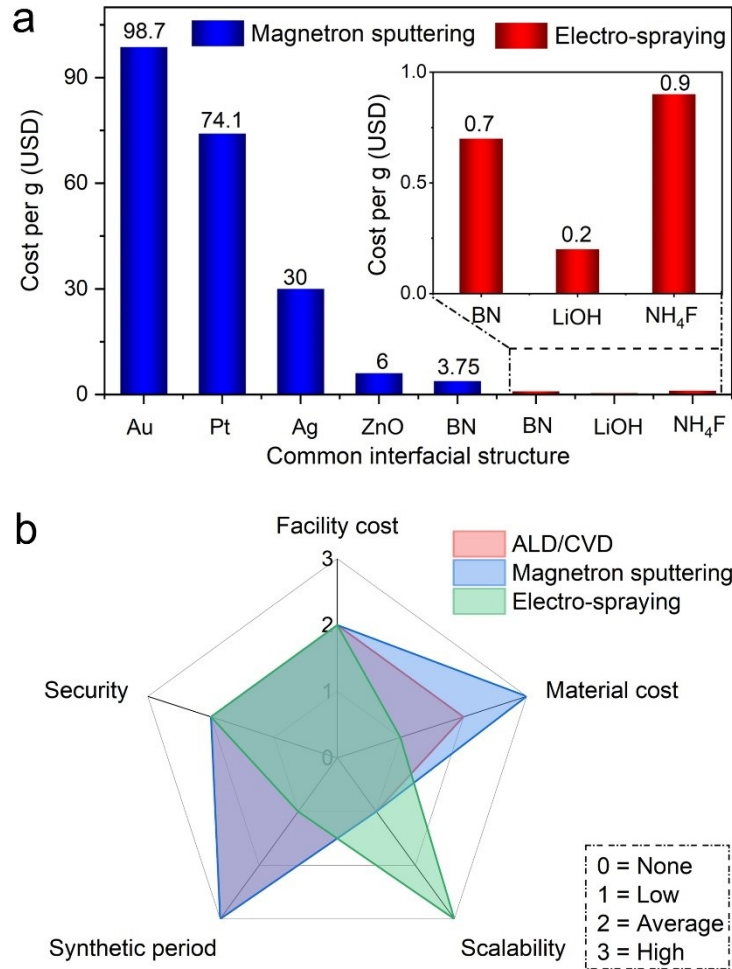 a
Magnetron sputtering
Electro-spraying
Cost per g (USD)
90
60
30
0
98.7
74.1
30
6
3.75
Au
Pt
Ag
ZnO
BN
BN
LiOH
NH₄F
Common interfacial structure
Cost per g (USD)
1.0
0.5
0.0
0.7
0.2
0.9
BN
LiOH
NH₄F
b
Facility cost
ALD/CVD
Magnetron sputtering
Electro-spraying
3
2
1
0
Security
Material cost
Synthetic period
Scalability
0 = None
1 = Low
2 = Average
3 = High